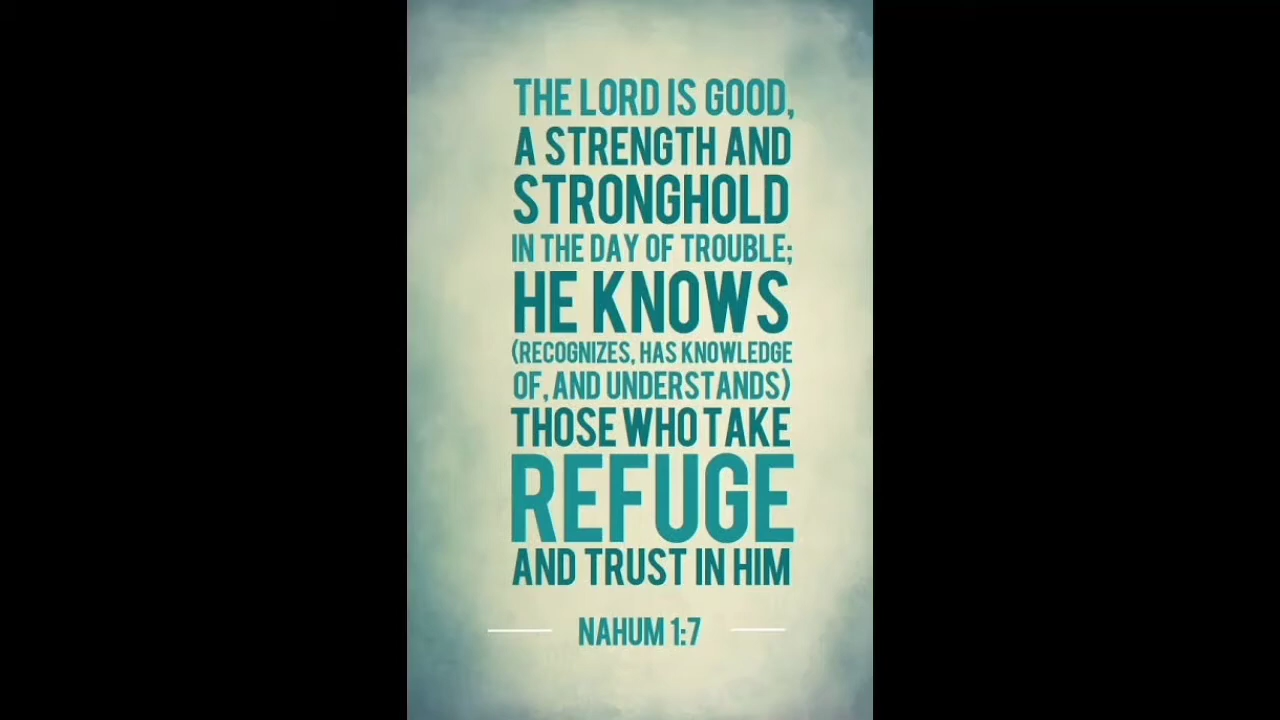 THE LORD IS GOOD,
A STRENGTH AND
STRONGHOLD
IN THE DAY OF TROUBLE;
HE KNOWS
(RECOGNIZES, HAS KNOWLEDGE
OF, AND UNDERSTANDS)
THOSE WHO TAKE
REFUGE
AND TRUST IN HIM
NAHUM 1:7